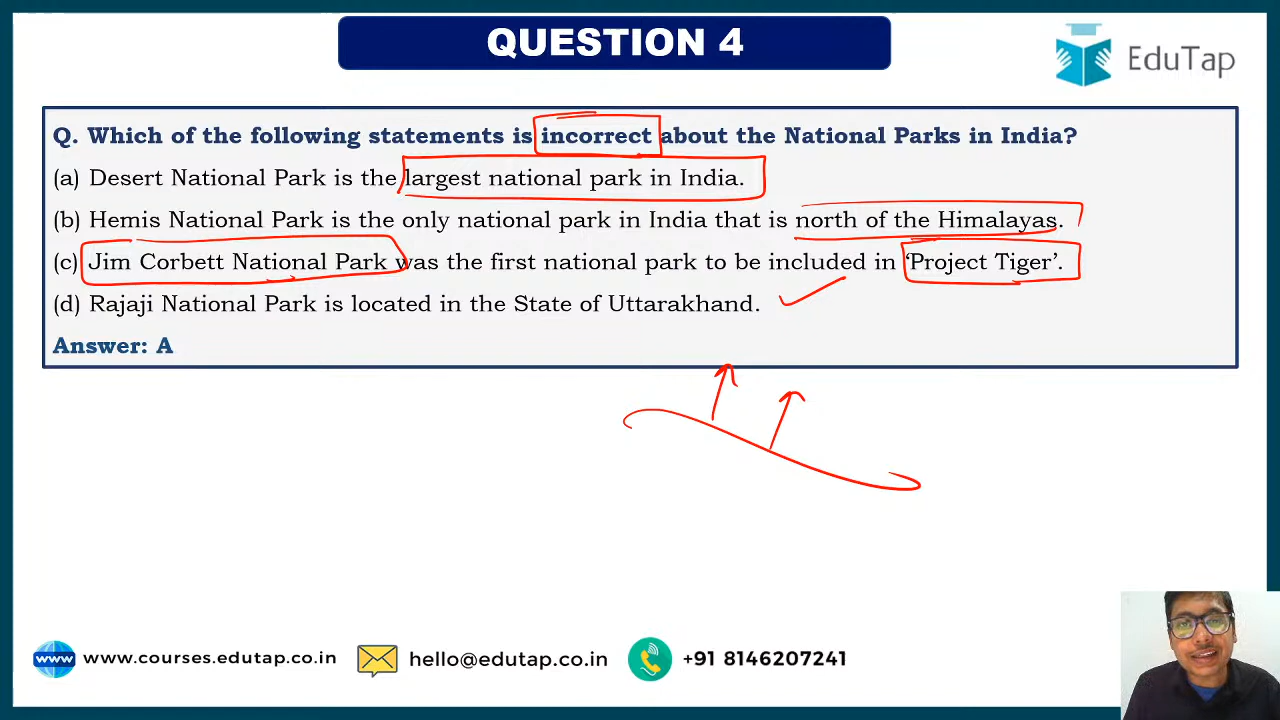 QUESTION 4
EduTap
Q. Which of the following statements is incorrect about the National Parks in India?
(a) Desert National Park is the largest national park in India.
(b) Hemis National Park is the only national park in India that is north of the Himalayas.
(c) Jim Corbett National Park was the first national park to be included in ‘Project Tiger’.
(d) Rajaji National Park is located in the State of Uttarakhand.
Answer: A
www www.courses.edutap.co.in hello@edutap.co.in +91 8146207241